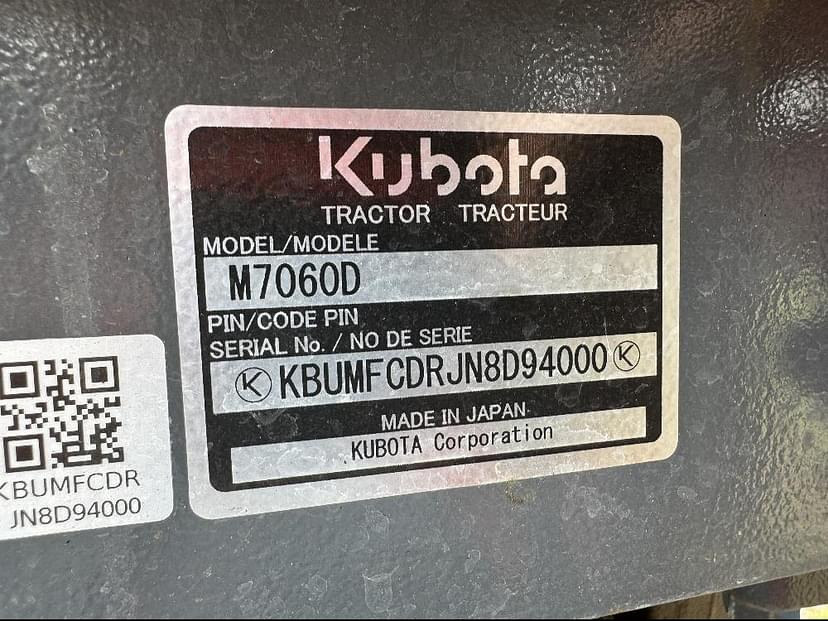 Kubota
TRACTOR TRACTEUR
MODEL/MODELE
M7060D
PIN/CODE PIN
SERIAL No. / NO DE SERIE
KBUMFCDRJN8D94000
MADE IN JAPAN
KUBOTA Corporation
KBUMFCDR
JN8D94000